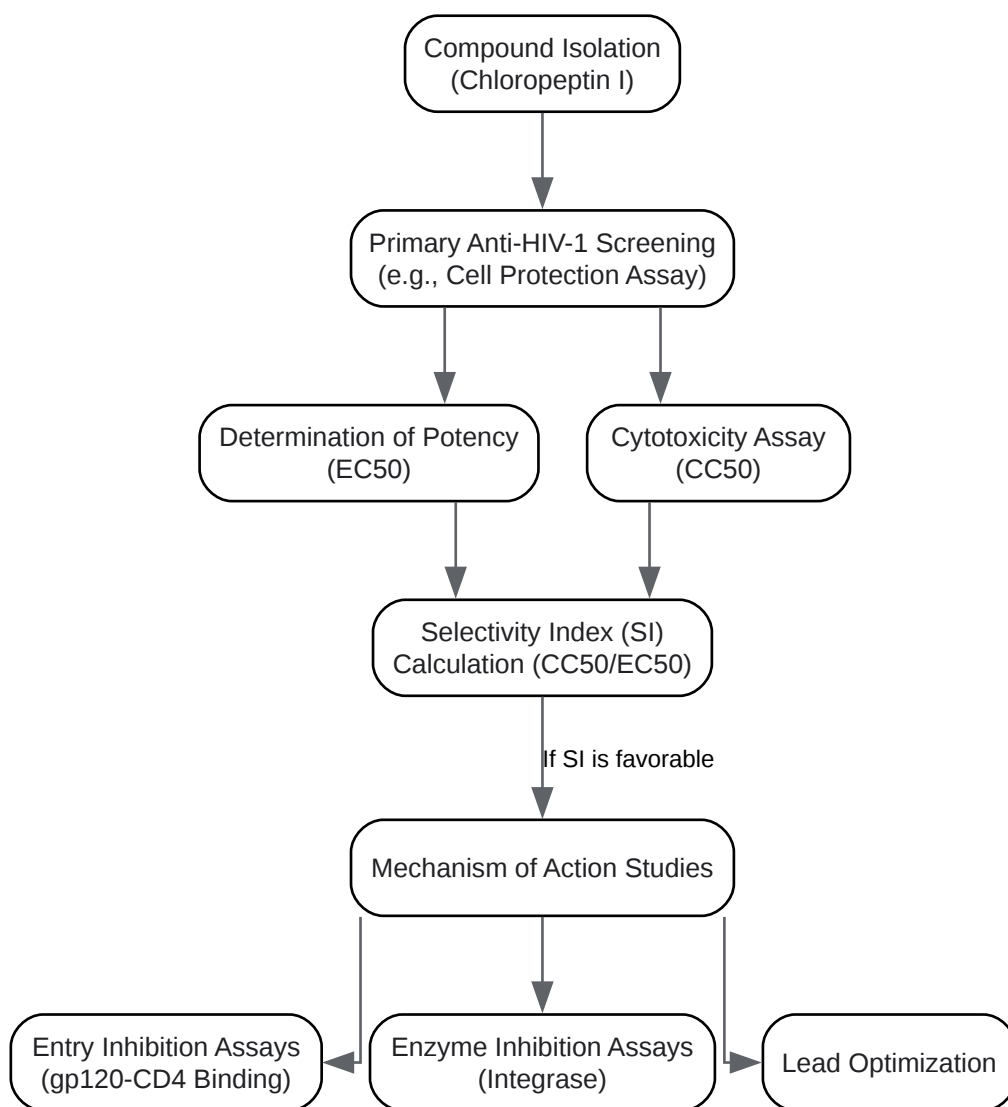 Compound Isolation
(Chloropeptin I)
Primary Anti-HIV-1 Screening
(e.g., Cell Protection Assay)
Determination of Potency
(EC50)
Cytotoxicity Assay
(CC50)
Selectivity Index (SI)
Calculation (CC50/EC50)
If SI is favorable
Mechanism of Action Studies
Entry Inhibition Assays
(gp120-CD4 Binding)
Enzyme Inhibition Assays
(Integrase)
Lead Optimization